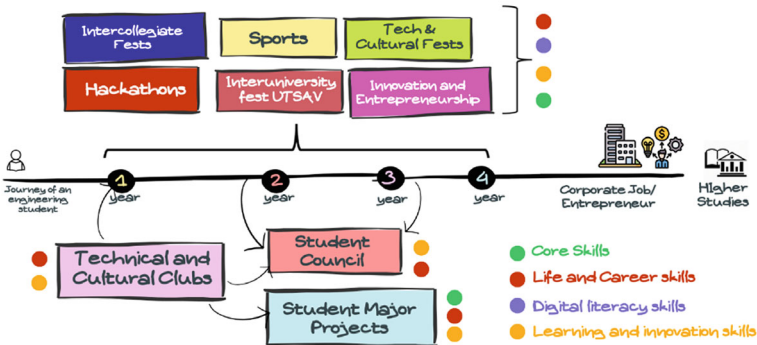 Intercollegiate
Fests
Sports
Tech &
Cultural Fests
Hackathons
Interuniversity
fest UTSAV
Innovation and
Entrepreneurship
Journey of an
engineering
student
1
year
2
year
3
year
4
year
Corporate Job/
Entrepreneur
Higher
Studies
Technical and
Cultural Clubs
Student
Council
Student Major
Projects
Core Skills
Life and Career skills
Digital literacy skills
Learning and innovation skills